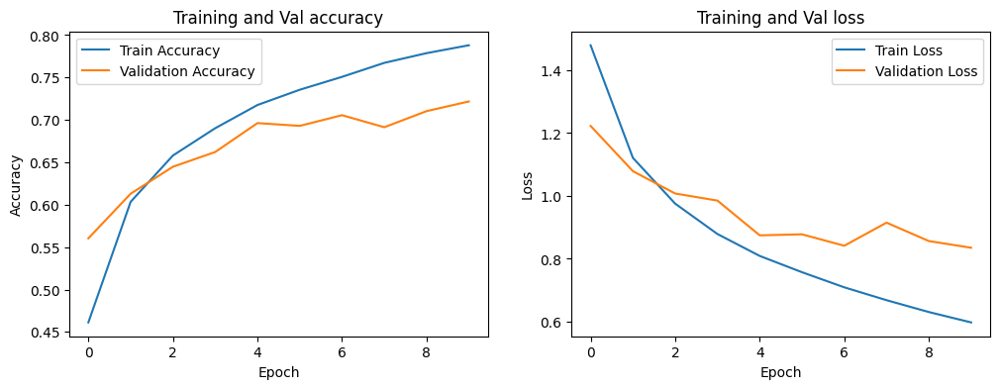 Training and Val accuracy
Train Accuracy
Validation Accuracy
Accuracy
0.80
0.75
0.70
0.65
0.60
0.55
0.50
0.45
0 2 4 6 8
Epoch
Training and Val loss
Train Loss
Validation Loss
Loss
1.4
1.2
1.0
0.8
0.6
0 2 4 6 8
Epoch